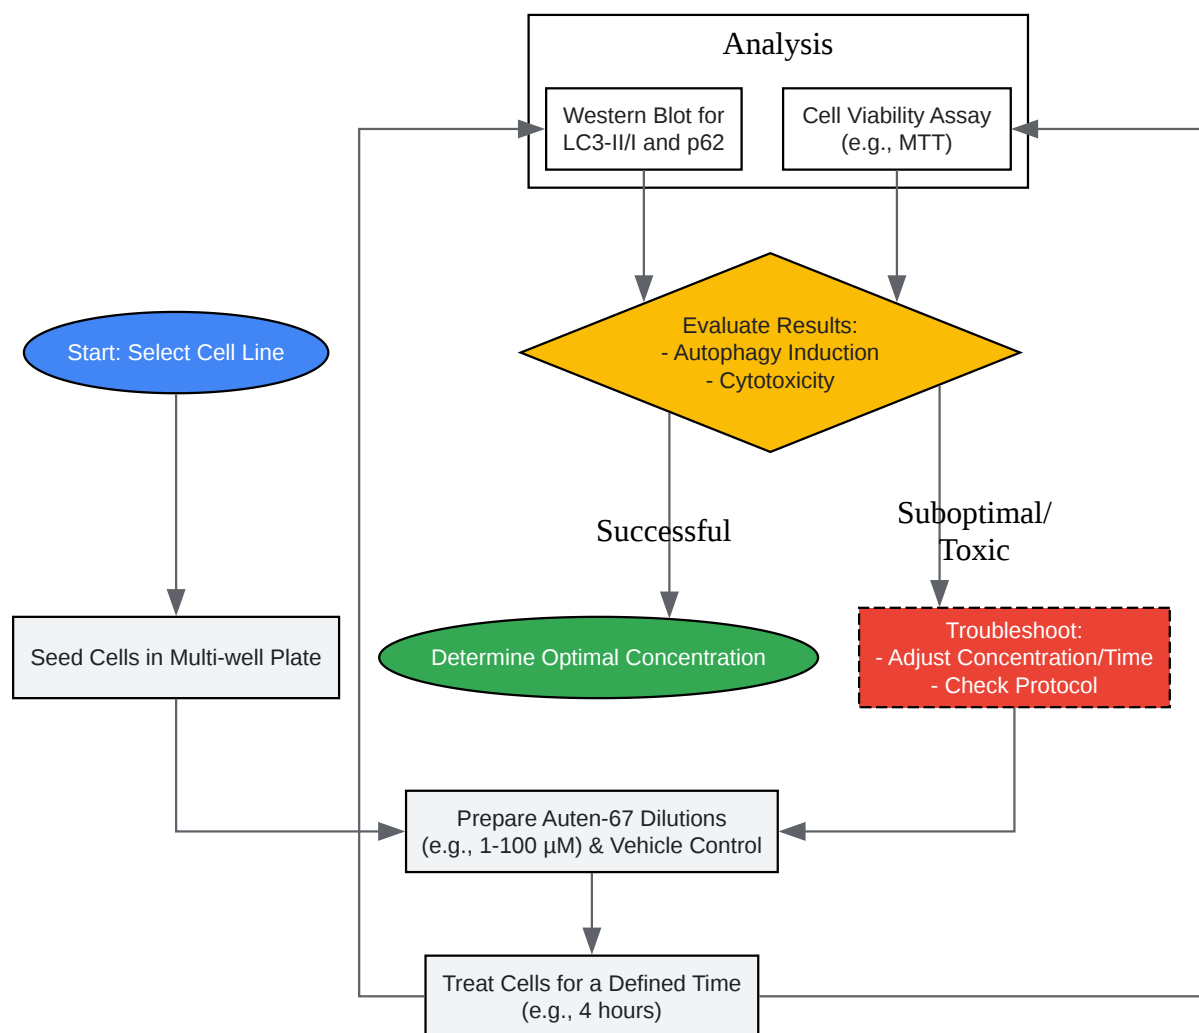 Analysis
Western Blot for
LC3-II/I and p62
Cell Viability Assay
(e.g., MTT)
Evaluate Results:
- Autophagy Induction
- Cytotoxicity
Start: Select Cell Line
Successful
Suboptimal/
Toxic
Seed Cells in Multi-well Plate
Determine Optimal Concentration
Troubleshoot:
- Adjust Concentration/Time
- Check Protocol
Prepare Auten-67 Dilutions
(e.g., 1-100 µM) & Vehicle Control
Treat Cells for a Defined Time
(e.g., 4 hours)